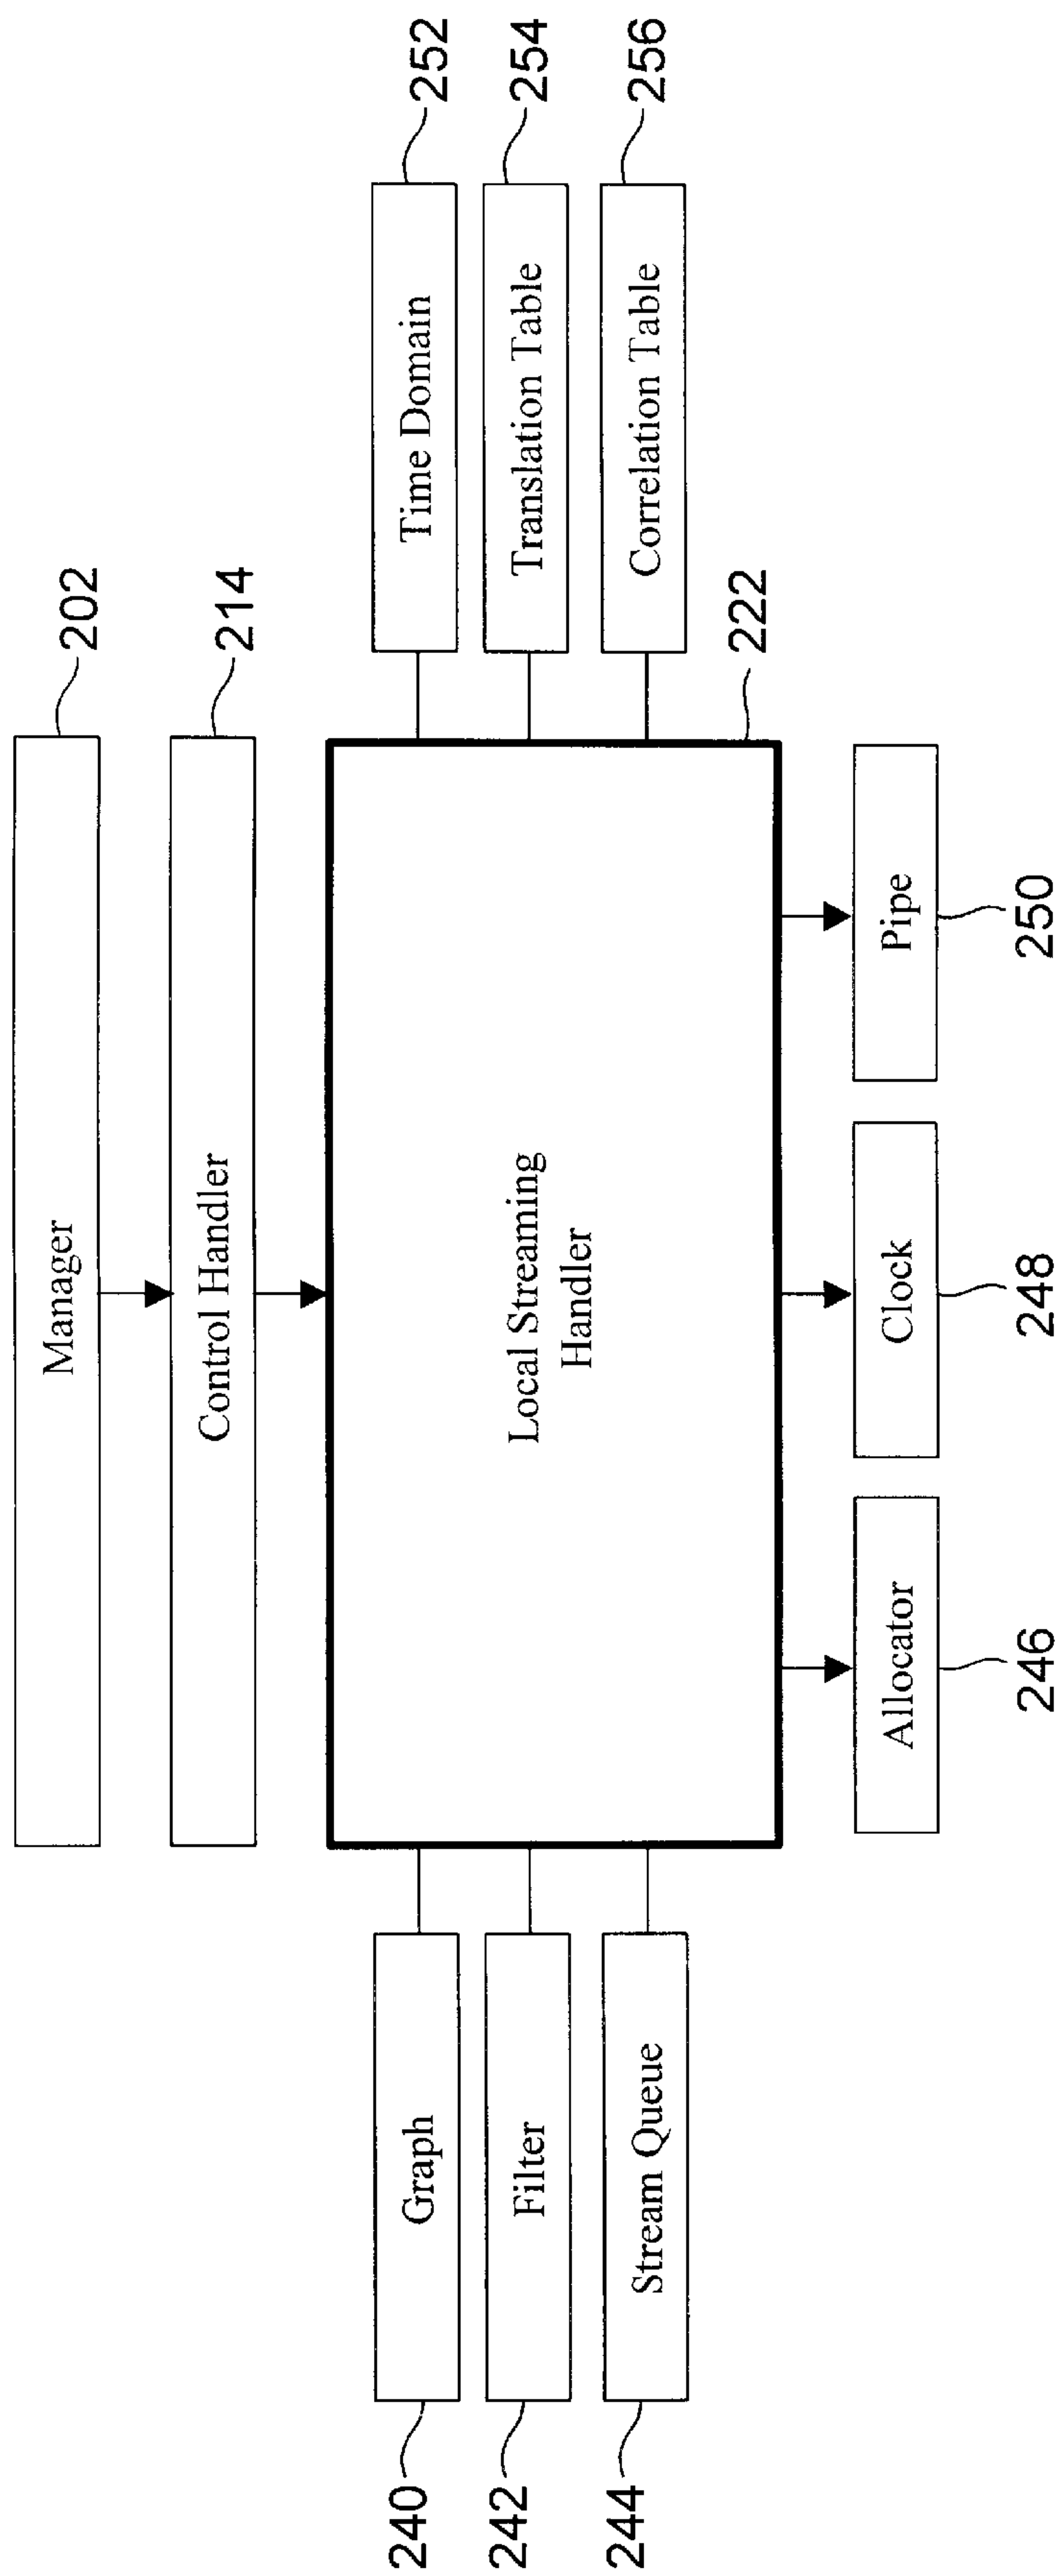 Manager
202
Control Handler
214
Local Streaming
Handler
222
Graph
240
Filter
242
Stream Queue
244
Time Domain
252
Translation Table
254
Correlation Table
256
Allocator
246
Clock
248
Pipe
250